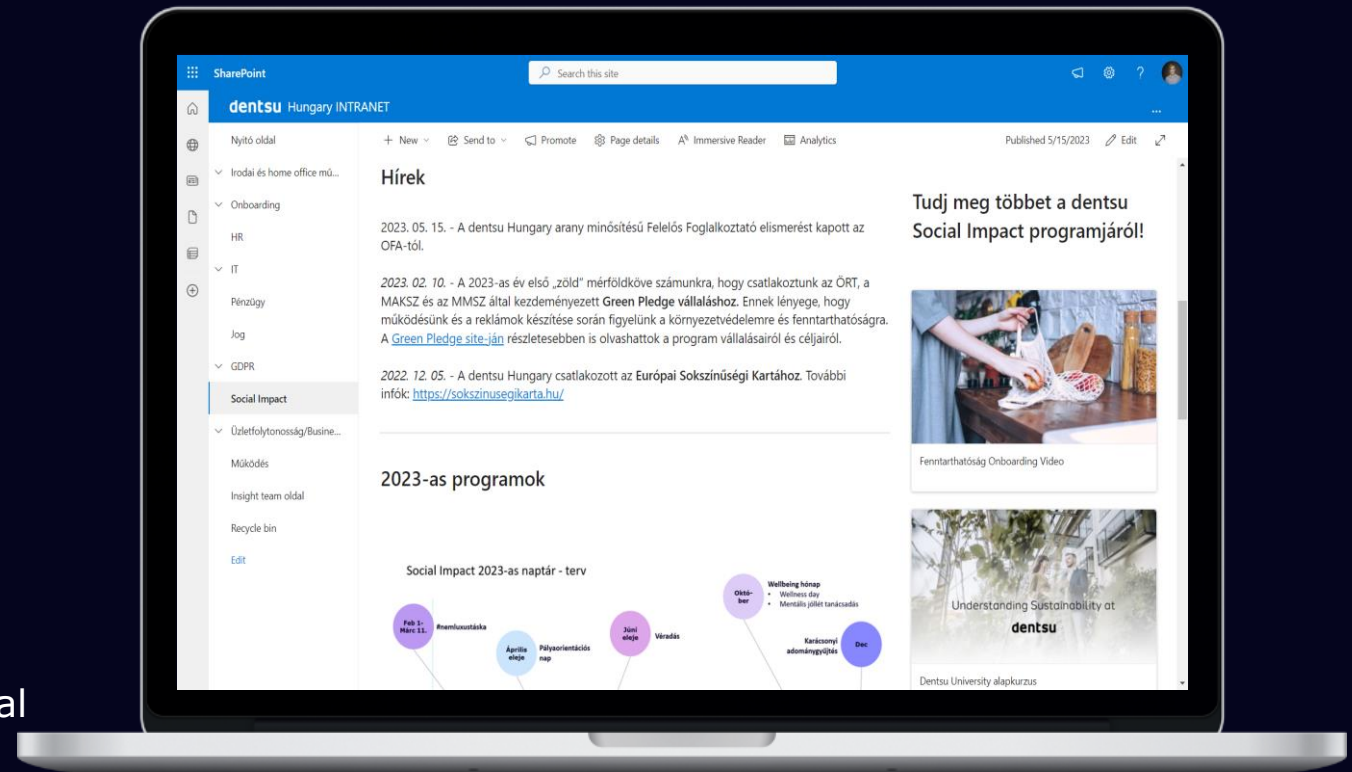 SharePoint
Search this site
?
dentsu Hungary INTRANET
...
Nyitó oldal
Irodai és home office mű...
Onboarding
HR
IT
Pénzügy
Jog
GDPR
Social Impact
Üzletfolytonosság/Busine...
Működés
Insight team oldal
Recycle bin
Edit
+ New
Send to
Promote
Page details
Immersive Reader
Analytics
Published 5/15/2023
Edit
Hírek
2023. 05. 15. - A dentsu Hungary arany minősítésű Felelős Foglalkoztató elismerést kapott az
OFA-tól.
2023. 02. 10. - A 2023-as év első „zöld” mérföldköve számunkra, hogy csatlakoztunk az ÖRT, a
MAKSZ és az MMSZ által kezdeményezett Green Pledge vállaláshoz. Ennek lényege, hogy
működésünk és a reklámok készítése során figyelünk a környezetvédelemre és fenntarthatóságra.
A Green Pledge site-ján részletesebben is olvashattok a program vállalásairól és céljairól.
2022. 12. 05. - A dentsu Hungary csatlakozott az Európai Sokszínűségi Kartához. További
infók: https://sokszinusegikarta.hu/
2023-as programok
Social Impact 2023-as naptár - terv
Feb 1-
Márc 11.
#nemluxustáska
Április
eleje
Pályaorientációs
nap
Júni
eleje
Véradás
Októ-
ber
Wellbeing hónap
• Wellness day
• Mentális jóllét tanácsadás
Karácsonyi
adománygyűjtés
Dec
Tudj meg többet a dentsu
Social Impact programjáról!
Fenntarthatóság Onboarding Video
Understanding Sustainability at
dentsu
Dentsu University alapkurzus
al